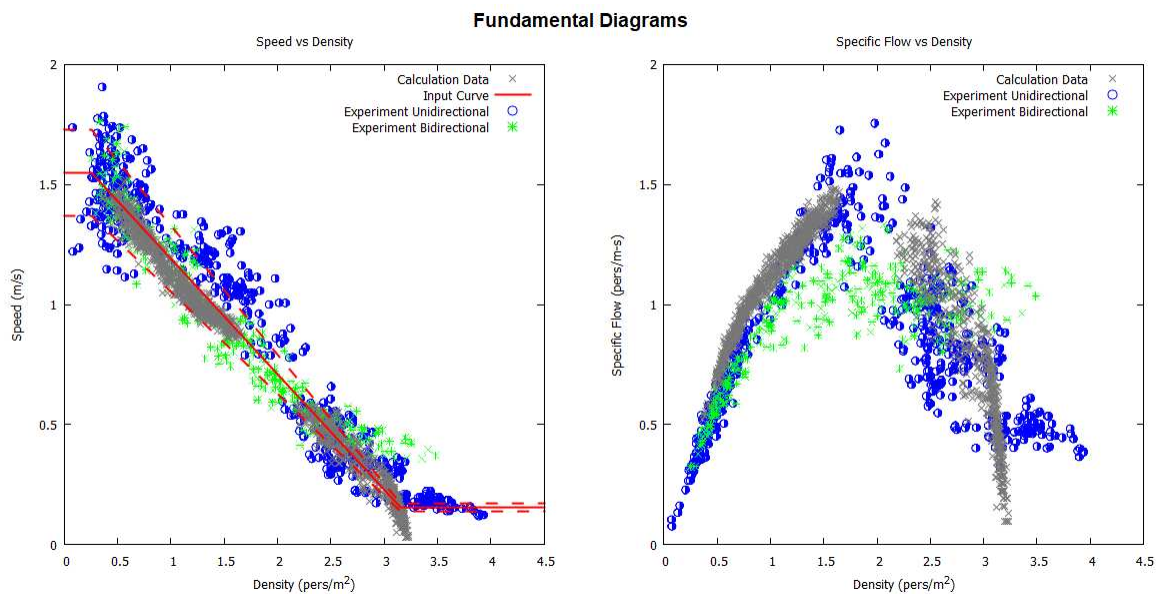 Fundamental Diagrams
Speed vs Density
Calculation Data
Input Curve
Experiment Unidirectional
Experiment Bidirectional
2
1.5
1
0.5
0
Speed (m/s)
0 0.5 1 1.5 2 2.5 3 3.5 4 4.5
Density (pers/m²)
Specific Flow vs Density
Calculation Data
Experiment Unidirectional
Experiment Bidirectional
2
1.5
1
0.5
0
Specific Flow (pers/m-s)
0 0.5 1 1.5 2 2.5 3 3.5 4 4.5
Density (pers/m²)